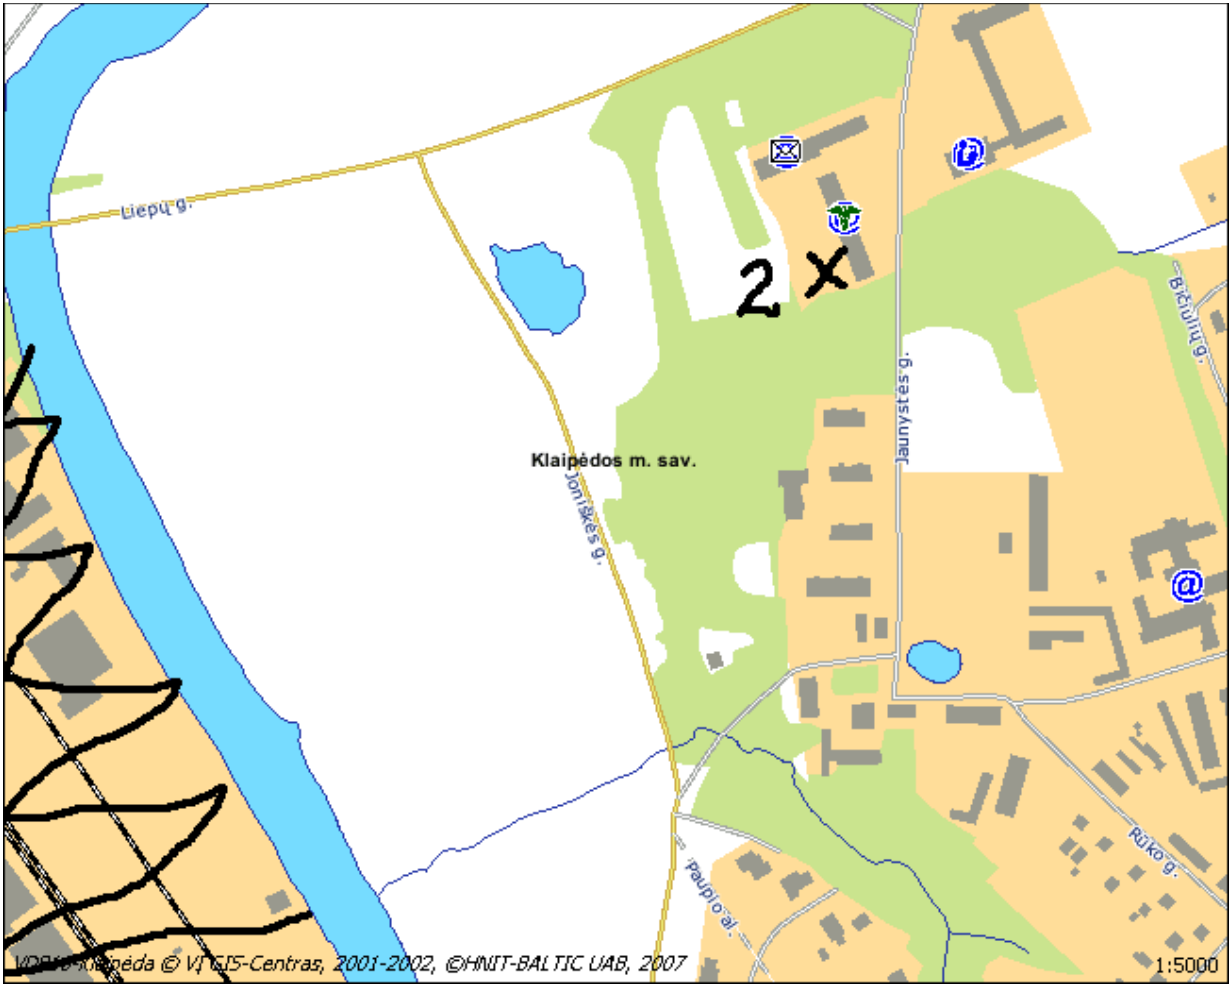 Liepų g.
2 X
Bičiulių g.
Jaunystės g.
Klaipėdos m. sav.
Joniškės g.
@
Rūko g.
Paupio al.
© VĮ GIS-Centras, 2001-2002, ©HNIT-BALTIC UAB, 2007
1:5000